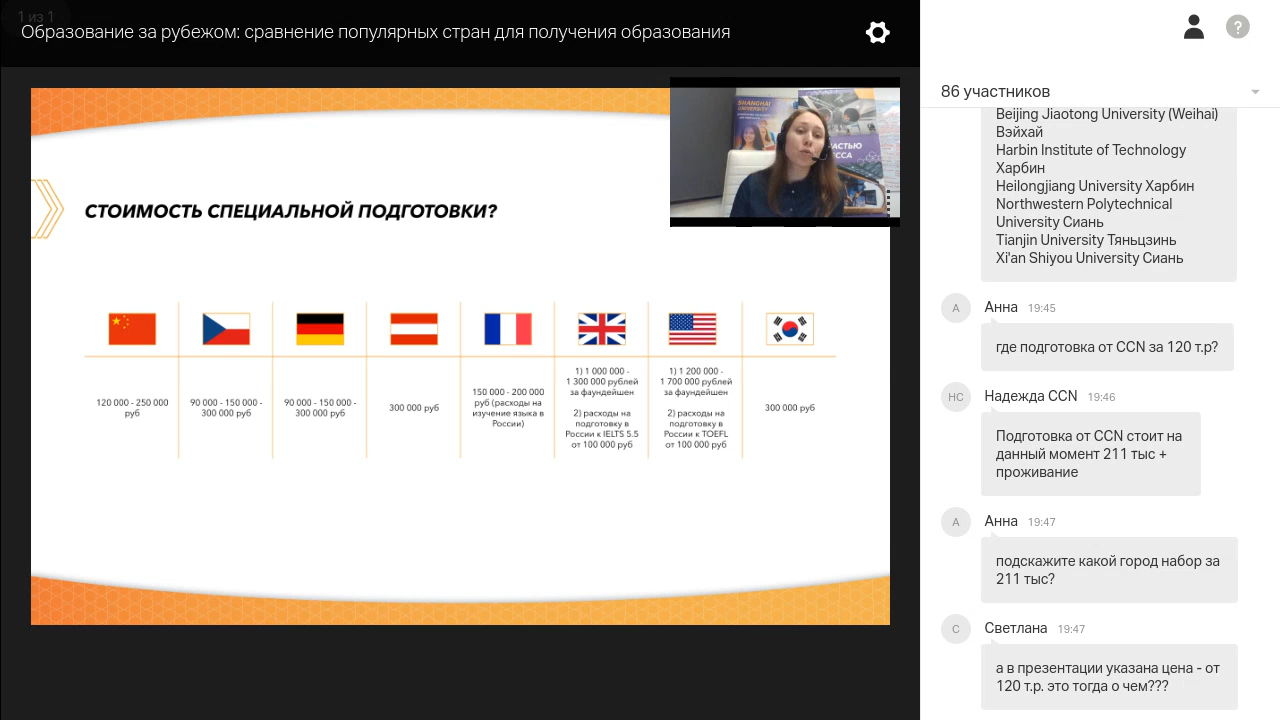 1 из 1
Образование за рубежом: сравнение популярных стран для получения образования
СТОИМОСТЬ СПЕЦИАЛЬНОЙ ПОДГОТОВКИ?
120 000 - 250 000
руб
90 000 - 150 000 -
300 000 руб
90 000 - 150 000 -
300 000 руб
300 000 руб
150 000 - 200 000
руб (расходы на
изучение языка в
России)
1) 1 000 000 -
1 300 000 рублей
за фаундейшен
2) расходы на
подготовку в
России к IELTS 5.5
от 100 000 руб
1) 1 200 000 -
1 700 000 рублей
за фаундейшен
2) расходы на
подготовку в
России к TOEFL
от 100 000 руб
300 000 руб
SHANGHAI
UNIVERSITY
?
86 участников
Beijing Jiaotong University (Weihai)
Вэйхай
Harbin Institute of Technology
Харбин
Heilongjiang University Харбин
Northwestern Polytechnical
University Сиань
Tianjin University Тяньцзинь
Xi'an Shiyou University Сиань
А
Анна 19:45
где подготовка от CCN за 120 т.р?
НС
Надежда CCN 19:46
Подготовка от CCN стоит на
данный момент 211 тыс +
проживание
А
Анна 19:47
подскажите какой город набор за
211 тыс?
С
Светлана 19:47
а в презентации указана цена - от
120 т.р. это тогда о чем???